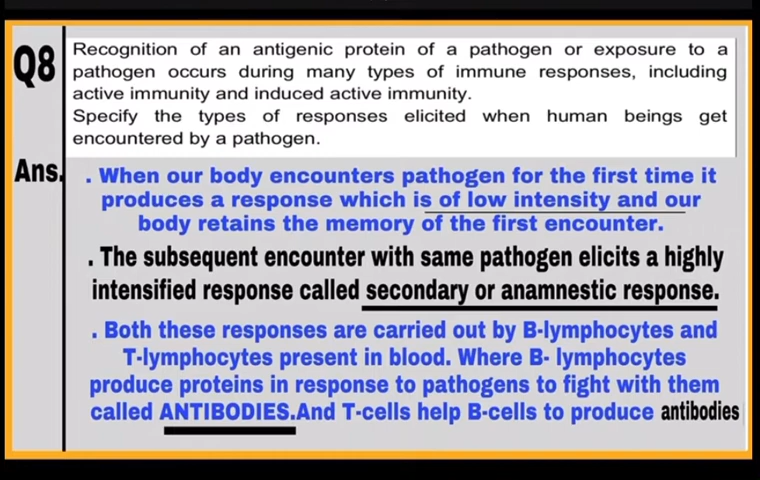 Q8
Recognition of an antigenic protein of a pathogen or exposure to a
pathogen occurs during many types of immune responses, including
active immunity and induced active immunity.
Specify the types of responses elicited when human beings get
encountered by a pathogen.
Ans.
. When our body encounters pathogen for the first time it
produces a response which is of low intensity and our
body retains the memory of the first encounter.
. The subsequent encounter with same pathogen elicits a highly
intensified response called secondary or anamnestic response.
. Both these responses are carried out by B-lymphocytes and
T-lymphocytes present in blood. Where B- lymphocytes
produce proteins in response to pathogens to fight with them
called ANTIBODIES.And T-cells help B-cells to produce antibodies